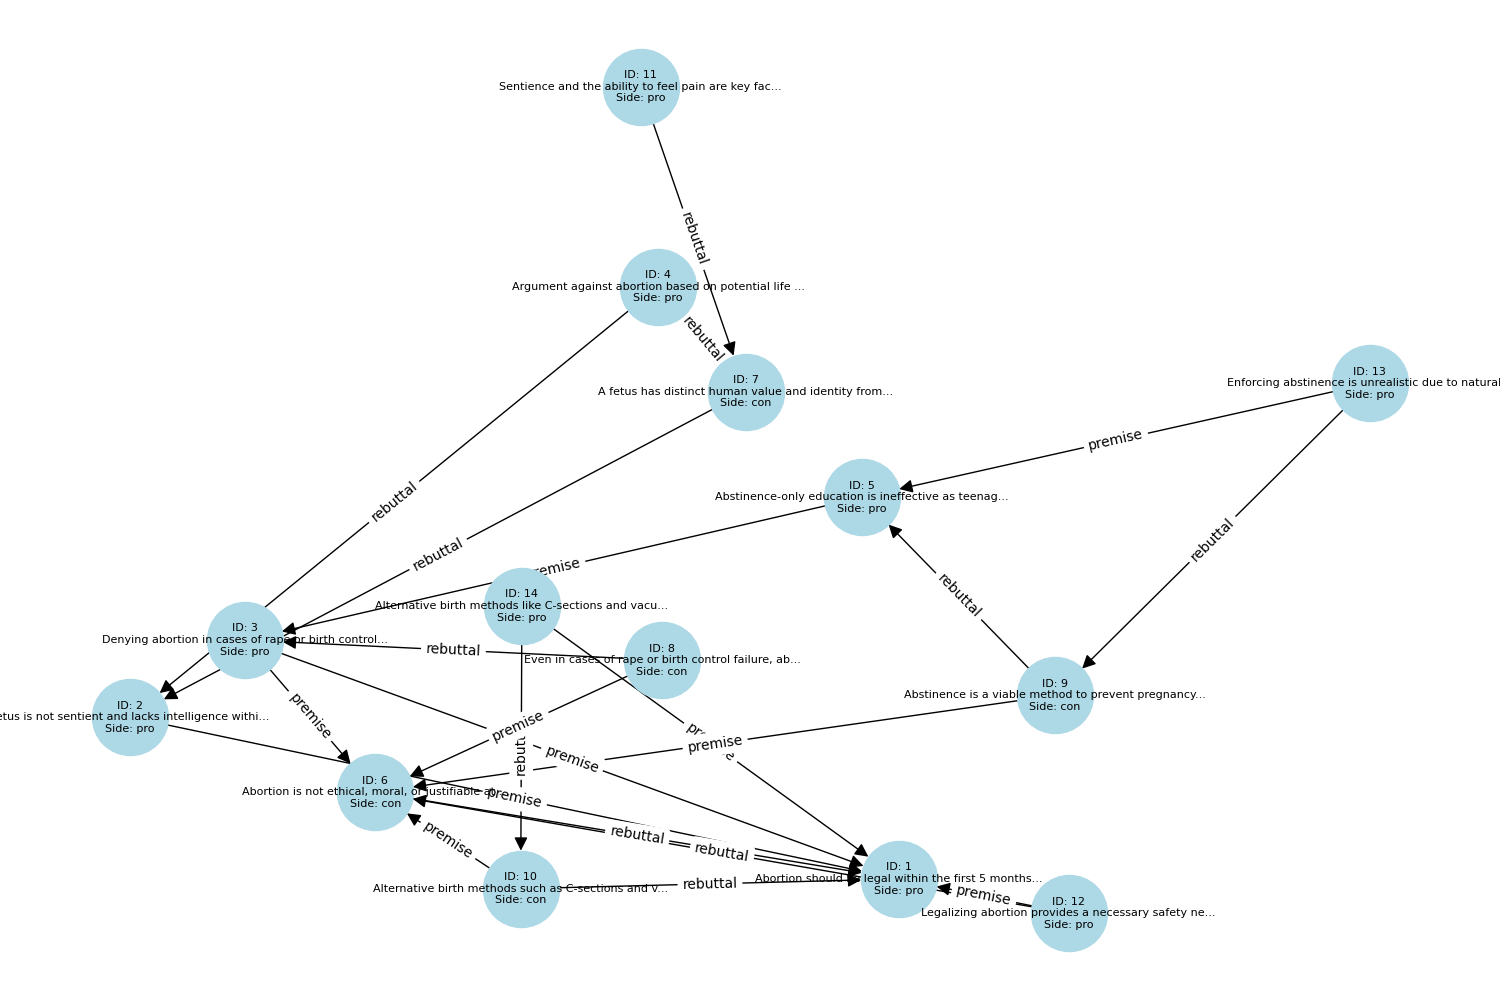 ID: 11
Sentience and the ability to feel pain are key fac...
Side: pro
rebuttal
ID: 4
Argument against abortion based on potential life ...
Side: pro
rebuttal
ID: 7
A fetus has distinct human value and identity from...
Side: con
ID: 13
Enforcing abstinence is unrealistic due to natural
Side: pro
premise
rebuttal
ID: 5
Abstinence-only education is ineffective as teenag...
Side: pro
rebuttal
rebuttal
premise
rebuttal
ID: 14
Alternative birth methods like C-sections and vacu...
Side: pro
ID: 3
Denying abortion in cases of rape or birth control...
Side: pro
rebuttal
ID: 8
Even in cases of rape or birth control failure, ab...
Side: con
ID: 9
Abstinence is a viable method to prevent pregnancy...
Side: con
ID: 2
etus is not sentient and lacks intelligence withi...
Side: pro
premise
premise
rebuttal
premise
premise
premise
ID: 6
Abortion is not ethical, moral, or justifiable
Side: con
premise
rebuttal
rebuttal
premise
ID: 10
Alternative birth methods such as C-sections and v...
Side: con
rebuttal
ID: 1
Abortion should be legal within the first 5 months...
Side: pro
premise
ID: 12
Legalizing abortion provides a necessary safety ne...
Side: pro